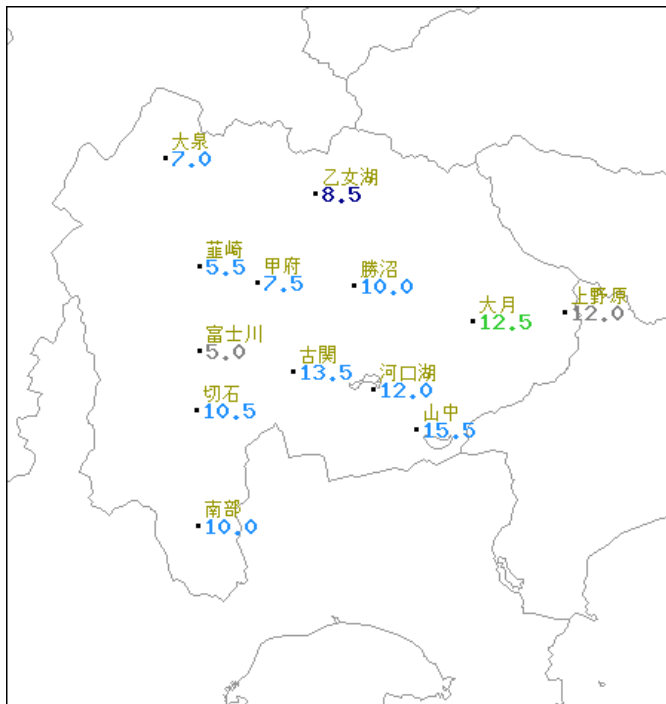 大泉
7.0
乙女湖
8.5
韮崎
5.5
甲府
7.5
勝沼
10.0
上野原
12.0
大月
12.5
富士川
5.0
古関
13.5
河口湖
12.0
切石
10.5
山中
15.5
南部
10.0